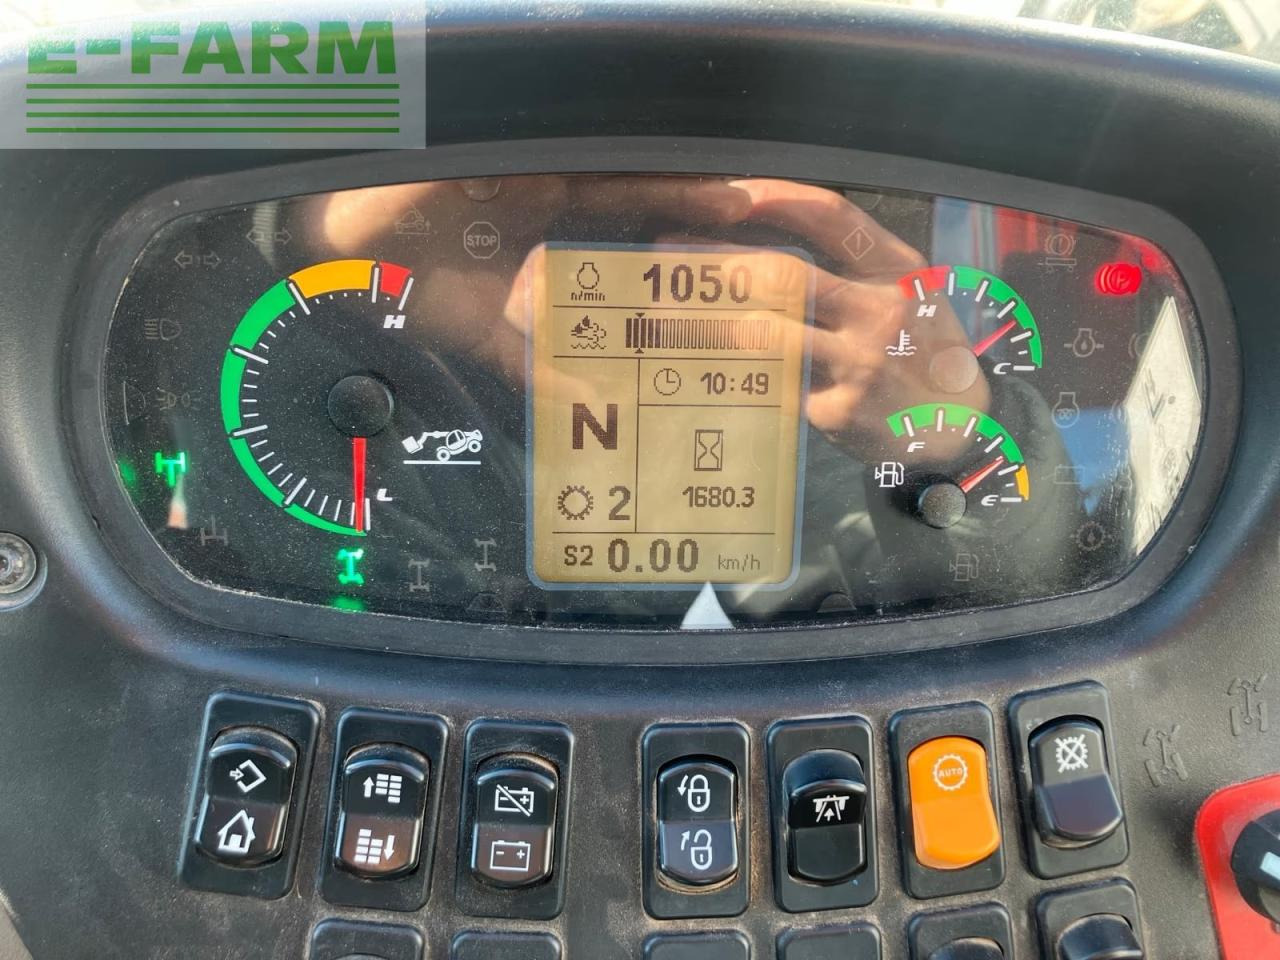 E-FARM
STOP
n/min 1050
H
H
10:49
C
N
F
L
2
1680.3
E
S2 0.00 km/h
AUTO